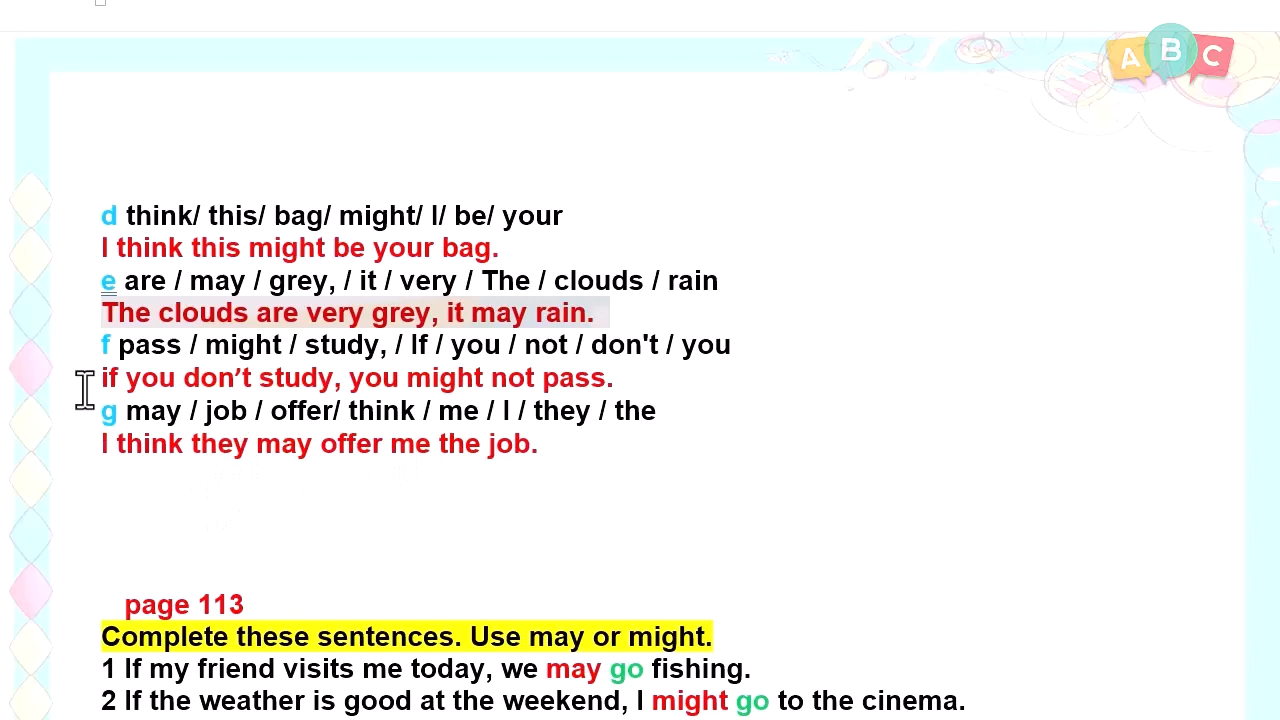 A B C
d think/ this/ bag/ might/ I/ be/ your
I think this might be your bag.
e are / may / grey, / it / very / The / clouds / rain
The clouds are very grey, it may rain.
f pass / might / study, / If / you / not / don't / you
if you don't study, you might not pass.
g may / job / offer/ think / me / I / they / the
I think they may offer me the job.
page 113
Complete these sentences. Use may or might.
1 If my friend visits me today, we may go fishing.
2 If the weather is good at the weekend, I might go to the cinema.